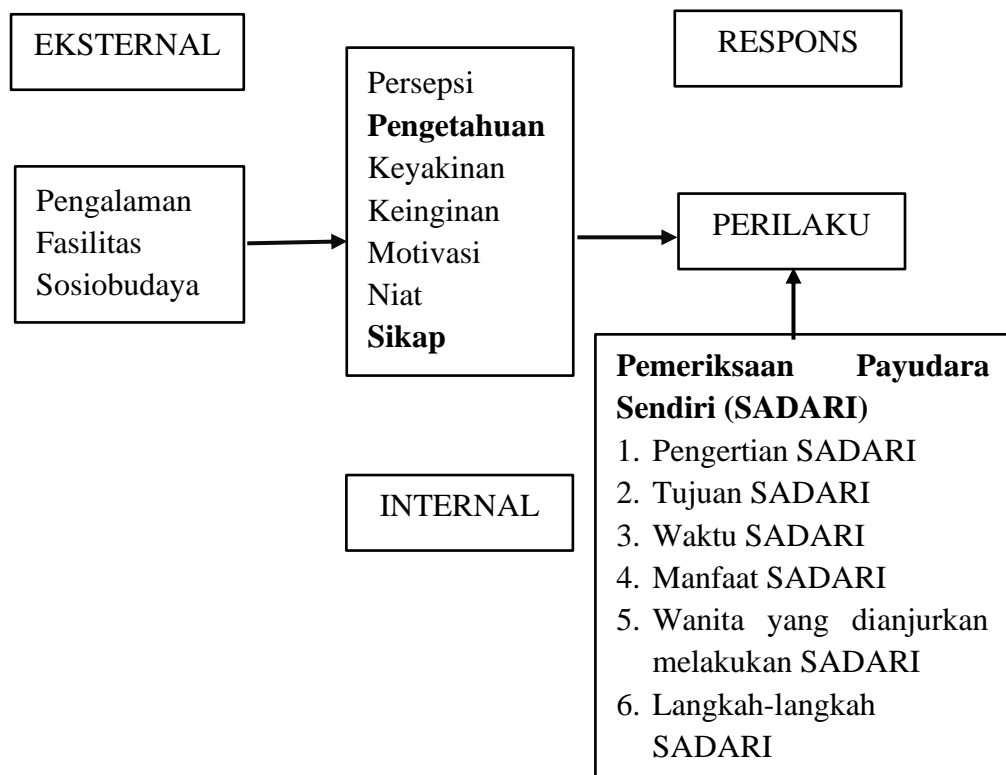 EKSTERNAL
Pengalaman
Fasilitas
Sosiobudaya
Persepsi
Pengetahuan
Keyakinan
Keinginan
Motivasi
Niat
Sikap
INTERNAL
RESPONS
PERILAKU
Pemeriksaan Payudara
Sendiri (SADARI)
1. Pengertian SADARI
2. Tujuan SADARI
3. Waktu SADARI
4. Manfaat SADARI
5. Wanita yang dianjurkan
melakukan SADARI
6. Langkah-langkah
SADARI